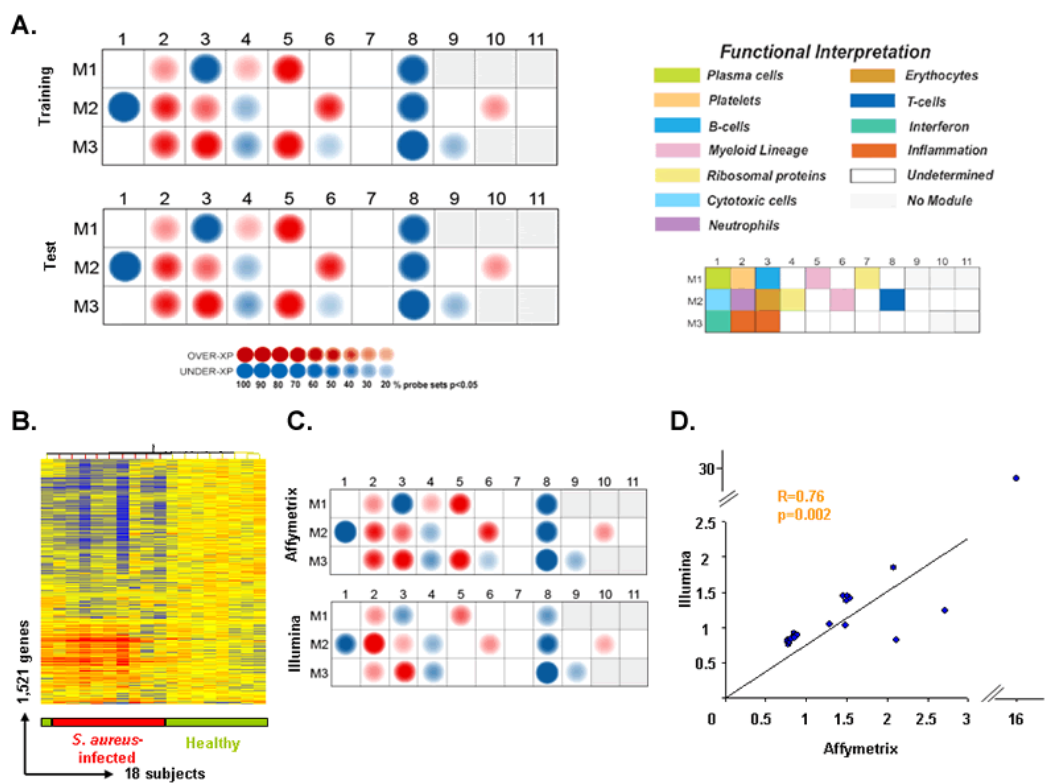 A.
1 2 3 4 5 6 7 8 9 10 11
Training
M1
M2
M3
1 2 3 4 5 6 7 8 9 10 11
Test
M1
M2
M3
OVER-XP
UNDER-XP
100 90 80 70 60 50 40 30 20 % probe sets p<0.05
Functional Interpretation
Plasma cells
Platelets
B-cells
Myeloid Lineage
Ribosomal proteins
Cytotoxic cells
Neutrophils
Erythocytes
T-cells
Interferon
Inflammation
Undetermined
No Module
1 2 3 4 5 6 7 8 9 10 11
M1
M2
M3
B.
1,521 genes
S. aureus-
infected
Healthy
18 subjects
C.
1 2 3 4 5 6 7 8 9 10 11
Affymetrix
M1
M2
M3
1 2 3 4 5 6 7 8 9 10 11
Illumina
M1
M2
M3
D.
R=0.76
p=0.002
Illumina
30
2.5
2
1.5
1
0.5
0 0.5 1 1.5 2 2.5 3 16
Affymetrix